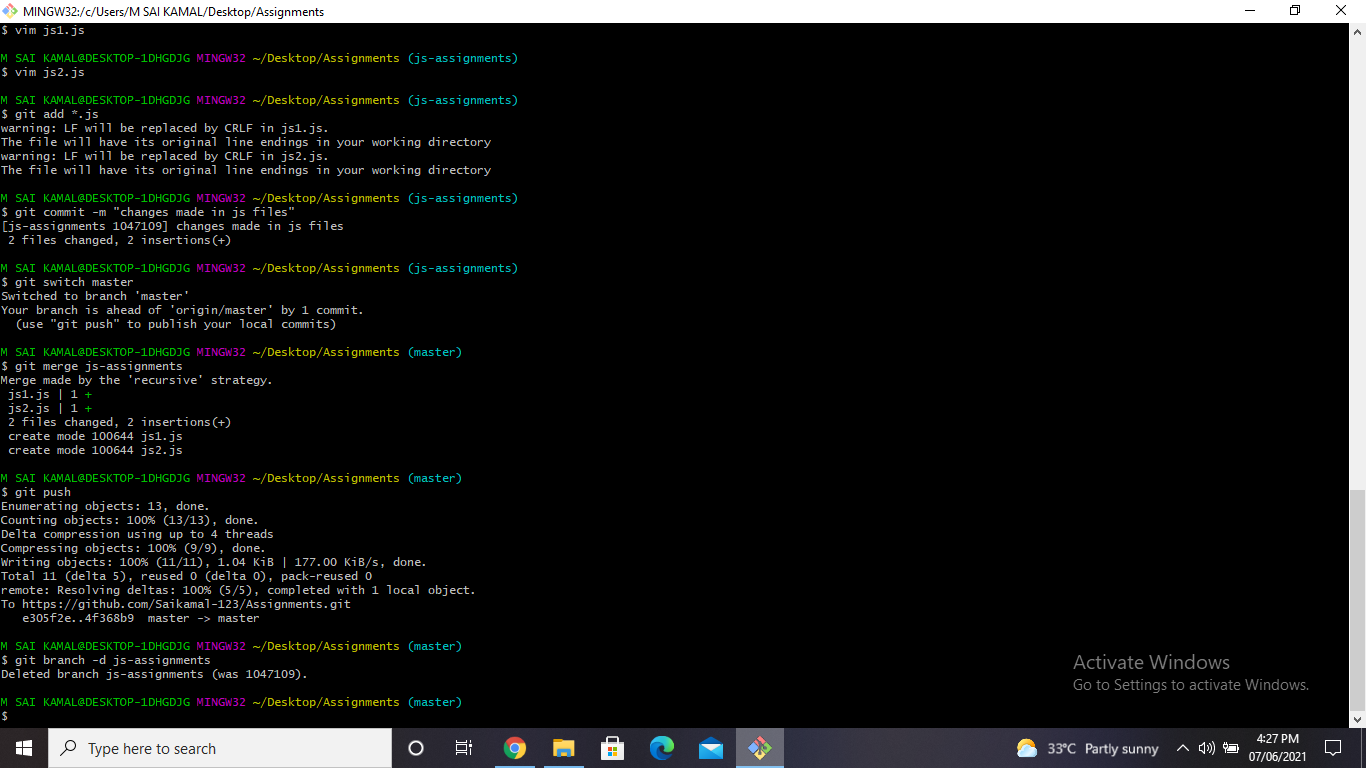 MINGW32:/c/Users/M SAI KAMAL/Desktop/Assignments
$ vim js1.js
M SAI KAMAL@DESKTOP-1DHGDJG MINGW32 ~/Desktop/Assignments (js-assignments)
$ vim js2.js
M SAI KAMAL@DESKTOP-1DHGDJG MINGW32 ~/Desktop/Assignments (js-assignments)
$ git add *.js
warning: LF will be replaced by CRLF in js1.js.
The file will have its original line endings in your working directory
warning: LF will be replaced by CRLF in js2.js.
The file will have its original line endings in your working directory
M SAI KAMAL@DESKTOP-1DHGDJG MINGW32 ~/Desktop/Assignments (js-assignments)
$ git commit -m "changes made in js files"
[js-assignments 1047109] changes made in js files
 2 files changed, 2 insertions(+)
M SAI KAMAL@DESKTOP-1DHGDJG MINGW32 ~/Desktop/Assignments (js-assignments)
$ git switch master
Switched to branch 'master'
Your branch is ahead of 'origin/master' by 1 commit.
  (use "git push" to publish your local commits)
M SAI KAMAL@DESKTOP-1DHGDJG MINGW32 ~/Desktop/Assignments (master)
$ git merge js-assignments
Merge made by the 'recursive' strategy.
 js1.js | 1 +
 js2.js | 1 +
 2 files changed, 2 insertions(+)
 create mode 100644 js1.js
 create mode 100644 js2.js
M SAI KAMAL@DESKTOP-1DHGDJG MINGW32 ~/Desktop/Assignments (master)
$ git push
Enumerating objects: 13, done.
Counting objects: 100% (13/13), done.
Delta compression using up to 4 threads
Compressing objects: 100% (9/9), done.
Writing objects: 100% (11/11), 1.04 KiB | 177.00 KiB/s, done.
Total 11 (delta 5), reused 0 (delta 0), pack-reused 0
remote: Resolving deltas: 100% (5/5), completed with 1 local object.
To https://github.com/Saikamal-123/Assignments.git
   e305f2e..4f368b9  master -> master
M SAI KAMAL@DESKTOP-1DHGDJG MINGW32 ~/Desktop/Assignments (master)
$ git branch -d js-assignments
Deleted branch js-assignments (was 1047109).
M SAI KAMAL@DESKTOP-1DHGDJG MINGW32 ~/Desktop/Assignments (master)
$
Activate Windows
Go to Settings to activate Windows.
Type here to search
33°C Partly sunny
4:27 PM
07/06/2021